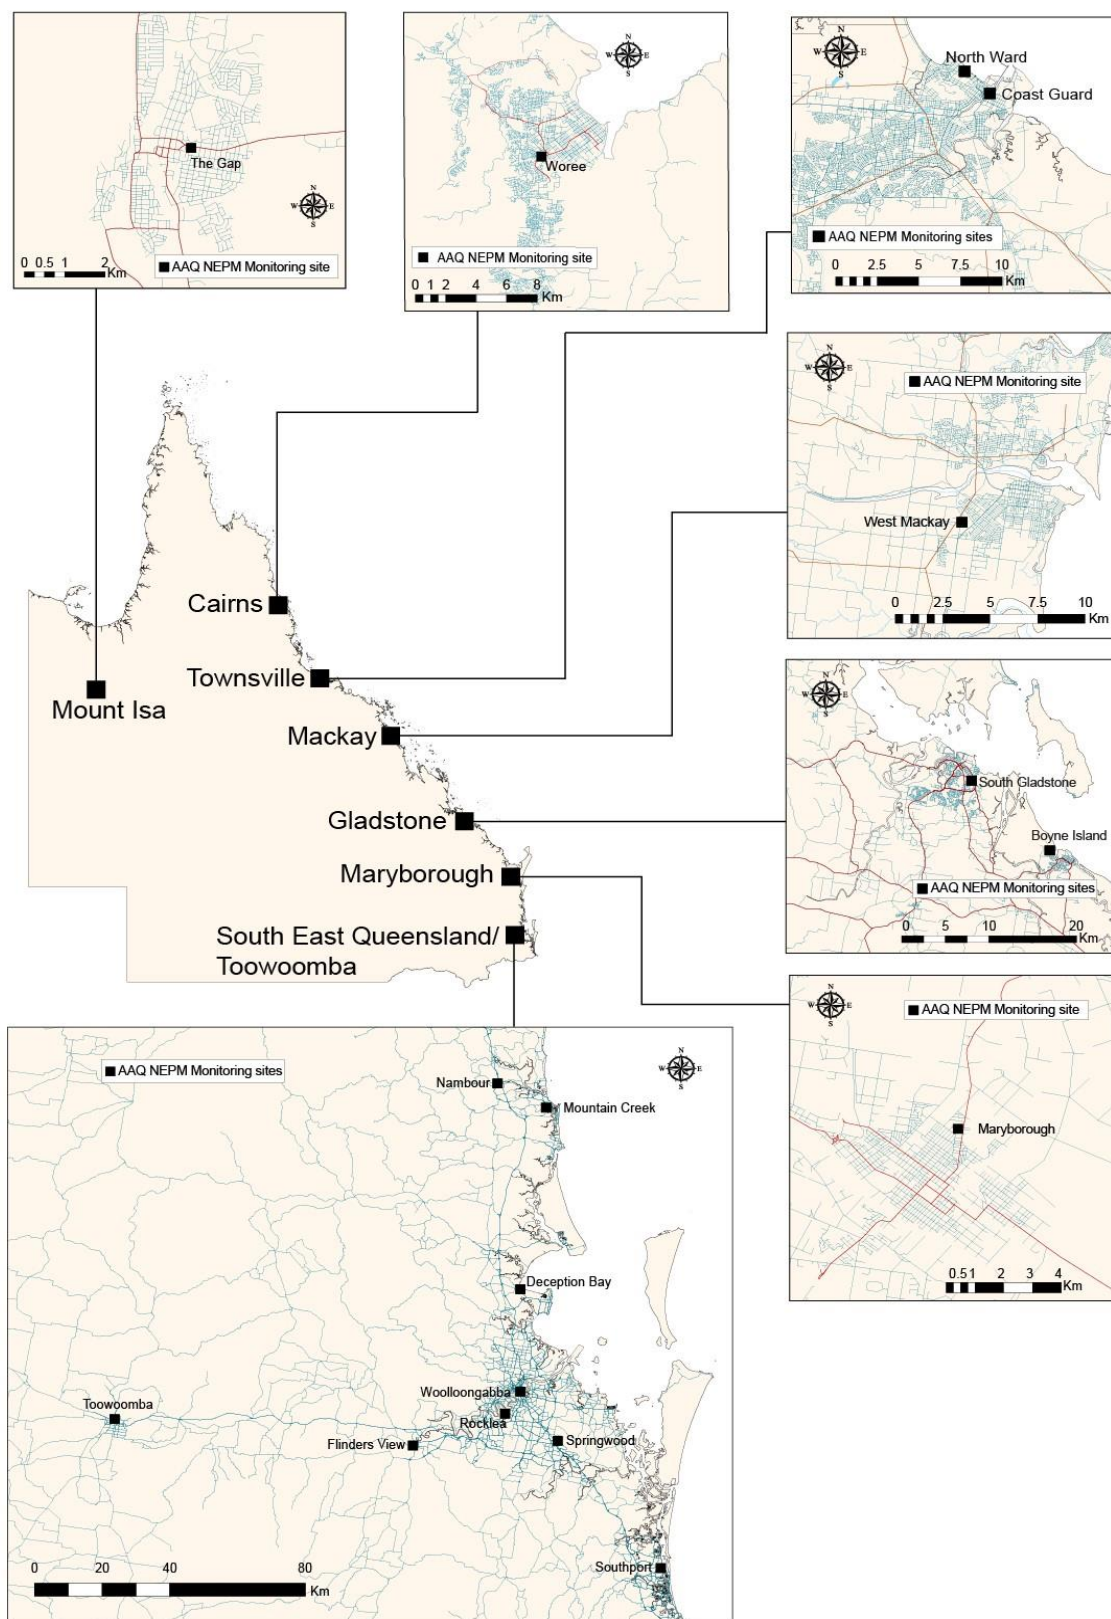 The Gap
N
W E
S
0 0.5 1 2
Km
AAQ NEPM Monitoring site
N
W E
S
Woree
AAQ NEPM Monitoring site
0 1 2 4 6 8
Km
N
W E
S
North Ward
Coast Guard
AAQ NEPM Monitoring sites
0 2.5 5 7.5 10
Km
N
W E
S
AAQ NEPM Monitoring site
West Mackay
0 2.5 5 7.5 10
Km
Cairns
Townsville
Mount Isa
Mackay
Gladstone
Maryborough
South East Queensland/
Toowoomba
N
W E
S
South Gladstone
Boyne Island
AAQ NEPM Monitoring sites
0 5 10 20
Km
N
W E
S
AAQ NEPM Monitoring site
Maryborough
0.5 1 2 3 4
Km
AAQ NEPM Monitoring sites
N
W E
S
Nambour
Mountain Creek
Deception Bay
Woolloongabba
Toowoomba
Rocklea
Flinders View
Springwood
Southport
0 20 40 80
Km